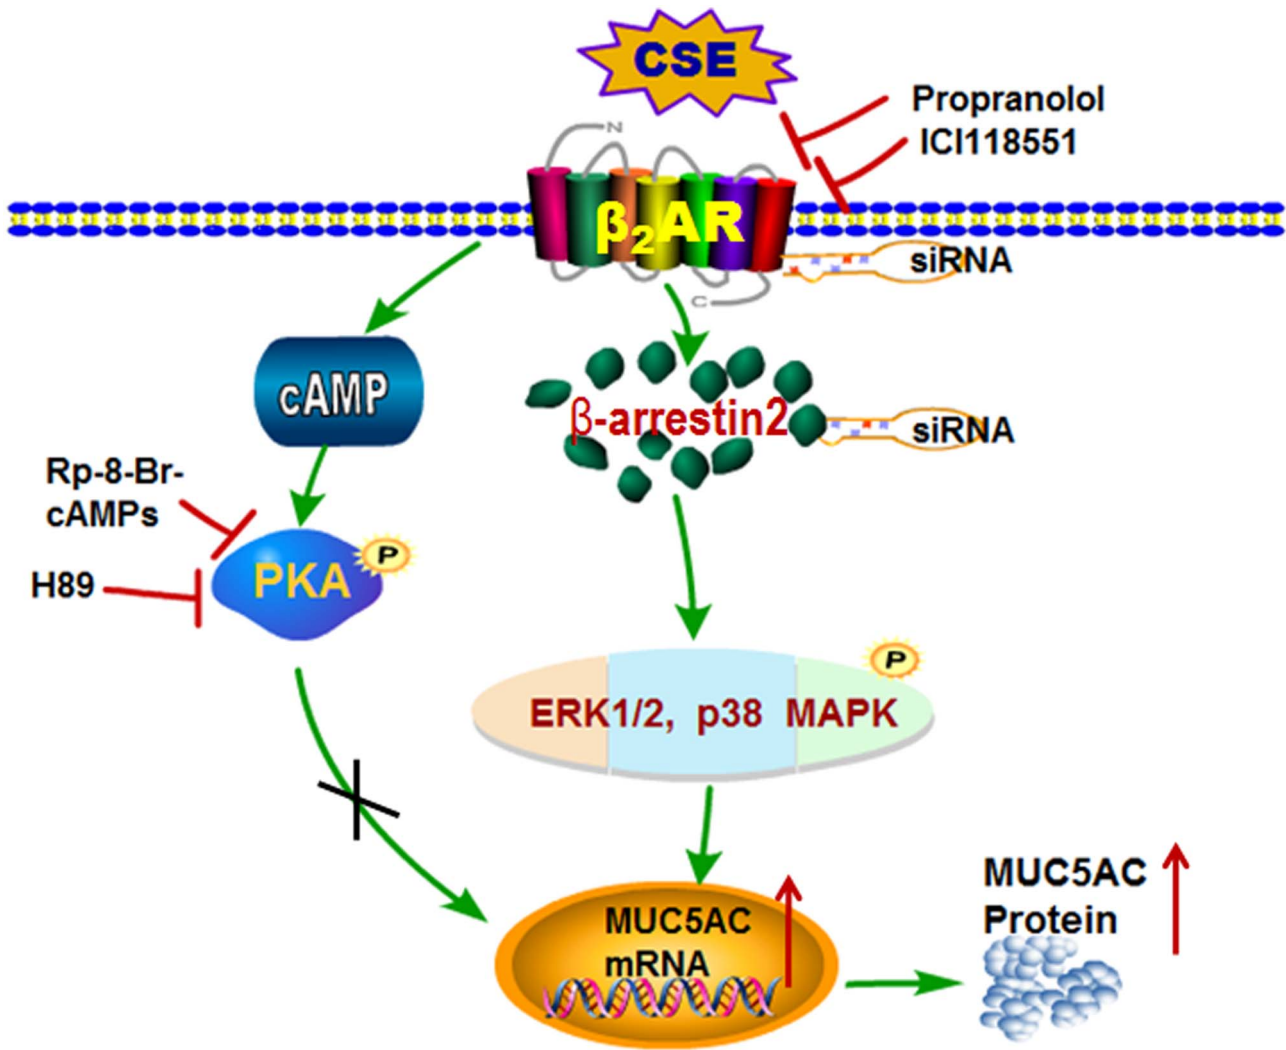 CSE
Propranolol
ICI118551
N
β₂AR
siRNA
C
cAMP
β-arrestin2
siRNA
Rp-8-Br-
cAMPs
P
H89
PKA
P
ERK1/2, p38 MAPK
MUC5AC
mRNA
MUC5AC
Protein